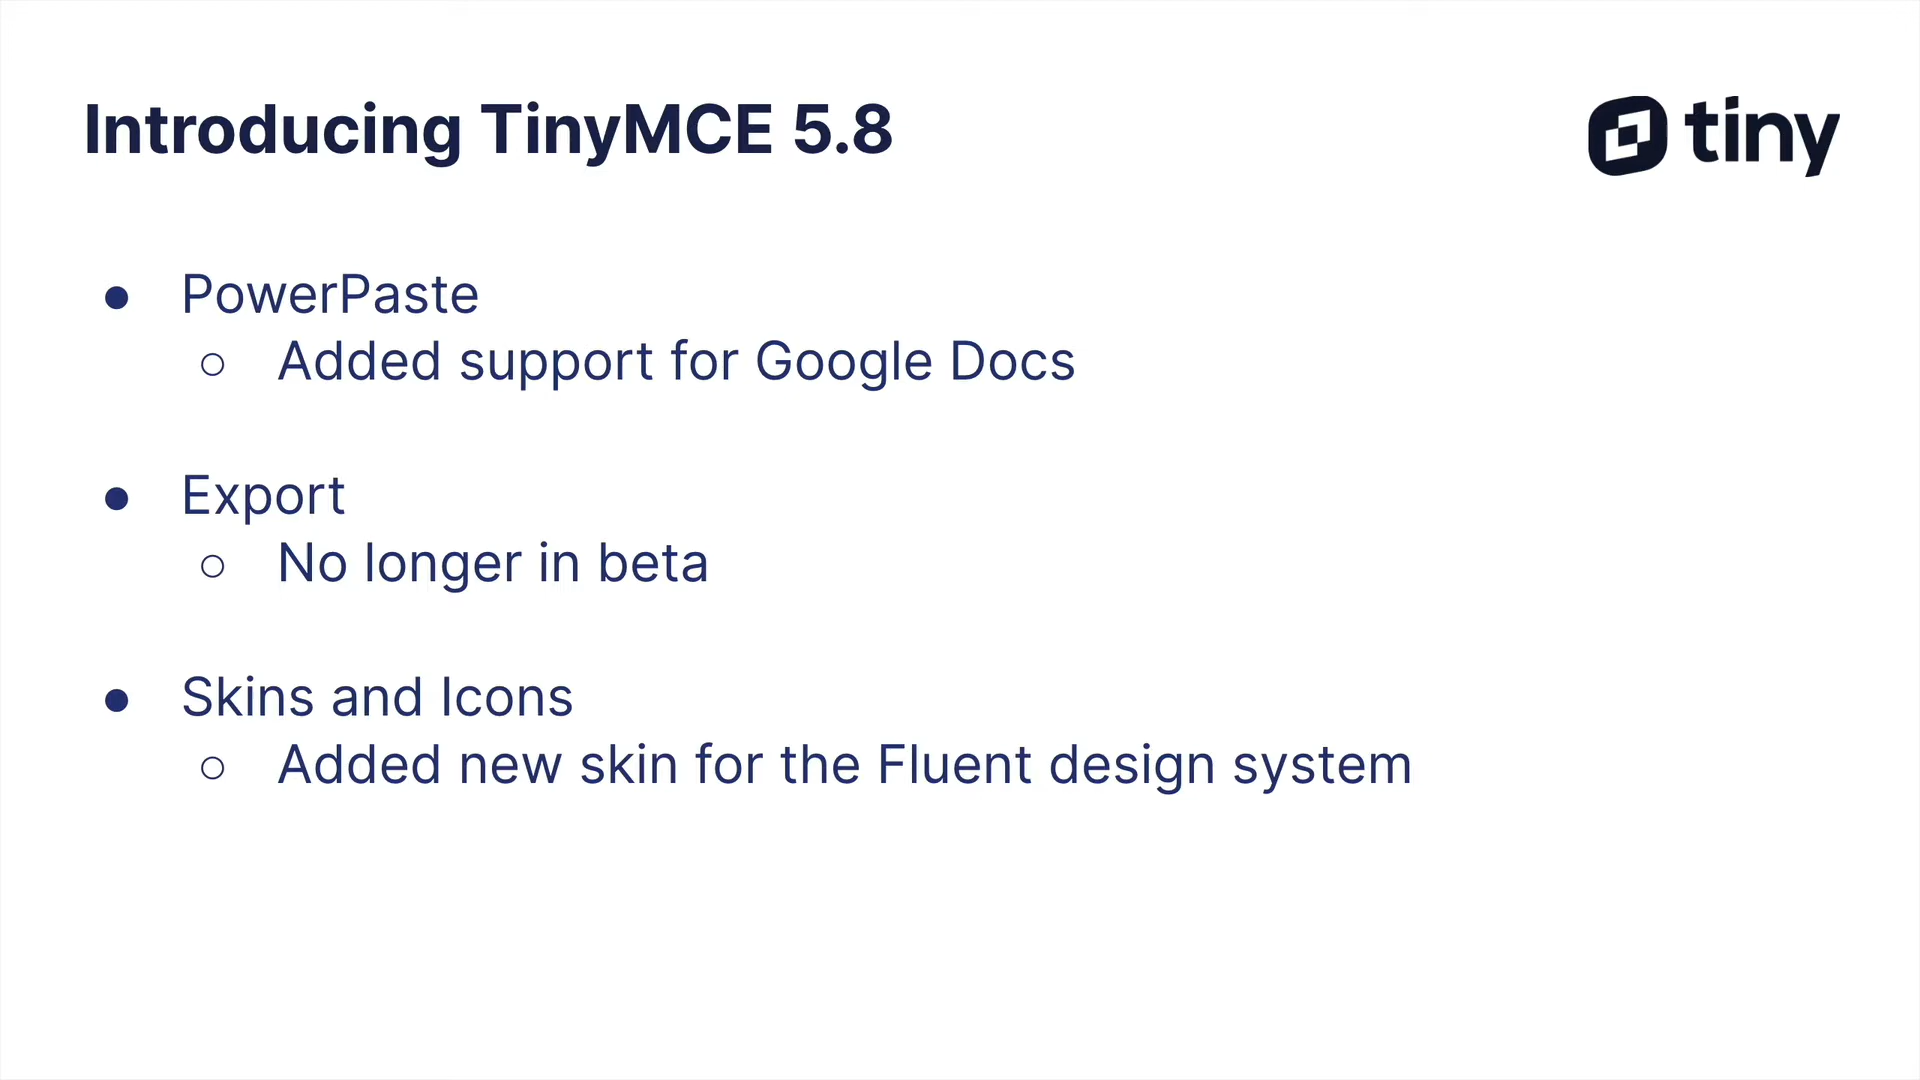 Introducing TinyMCE 5.8
tiny
● PowerPaste
○ Added support for Google Docs
● Export
○ No longer in beta
● Skins and Icons
○ Added new skin for the Fluent design system